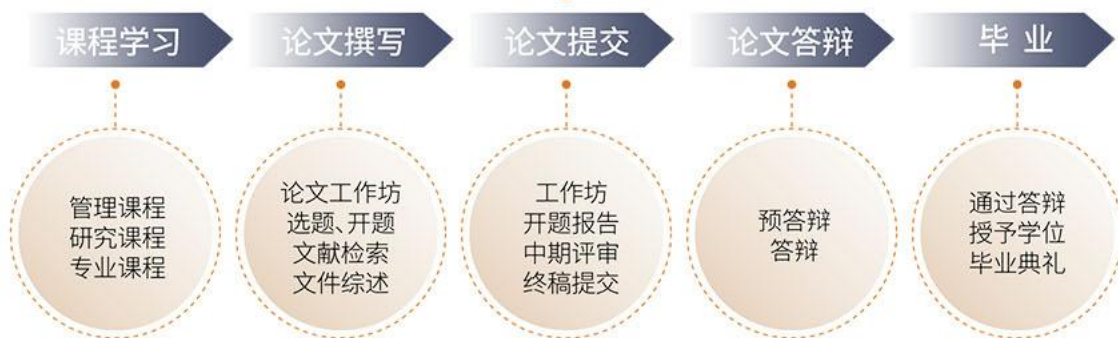 课程学习
论文撰写
论文提交
论文答辩
毕 业
管理课程
研究课程
专业课程
论文工作坊
选题、开题
文献检索
文件综述
工作坊
开题报告
中期评审
终稿提交
预答辩
答辩
通过答辩
授予学位
毕业典礼